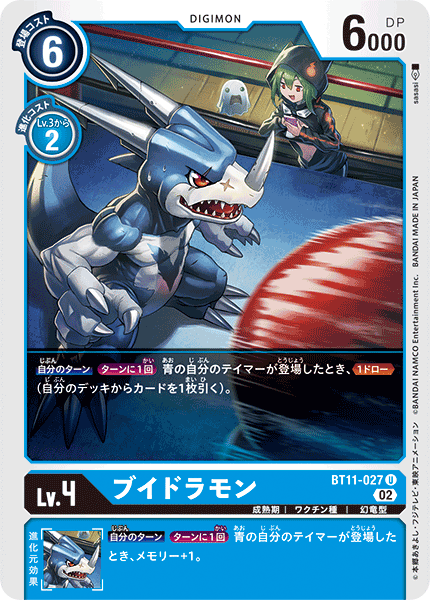 登場コスト
6
DIGIMON
6000
DP
sasasi
進化コスト
Lv.3から
2
自分のターン ターンに1回 青の自分のテイマーが登場したとき、1ドロー
(自分のデッキからカードを1枚引く)。
©BANDAI NAMCO Entertainment Inc. BANDAI MADE IN JAPAN
©本郷あきよし・フジテレビ・東映アニメーション
Lv.4
ブイドラモン
BT11-027 U
02
成熟期 | ワクチン種 | 幻竜型
進化元効果
自分のターン ターンに1回 青の自分のテイマーが登場した
とき、メモリー+1。